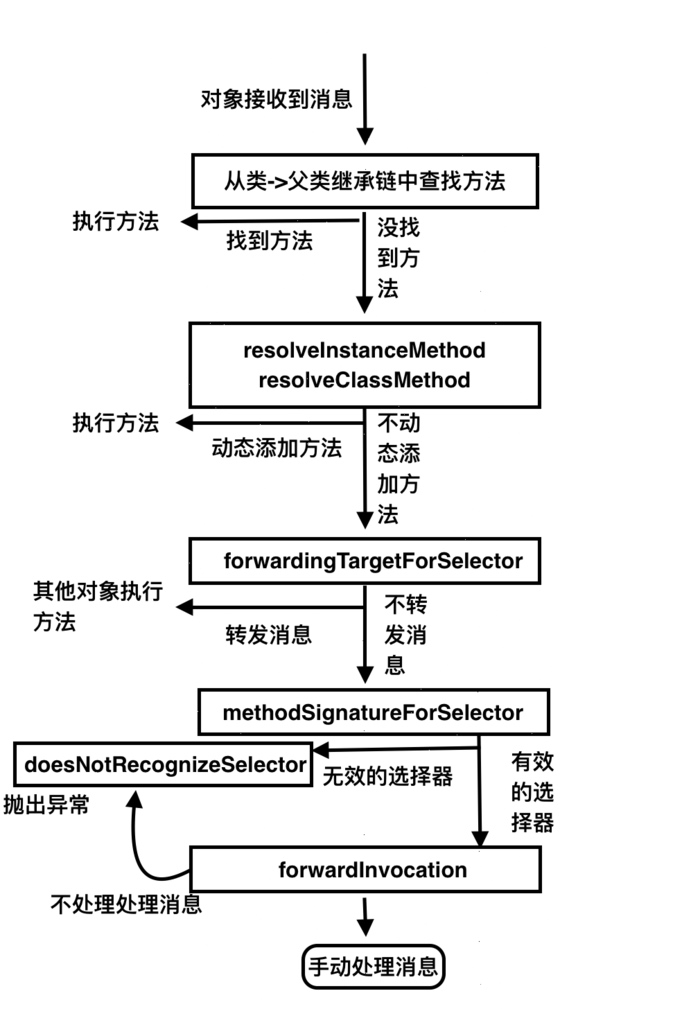 对象接收到消息
从类->父类继承链中查找方法
执行方法
找到方法
没找
到方
法
resolveInstanceMethod
resolveClassMethod
执行方法
动态添加方法
不动
态添
加方
法
forwardingTargetForSelector
其他对象执行
方法
转发消息
不转
发消
息
methodSignatureForSelector
doesNotRecognizeSelector
无效的选择器
有效
的选
择器
抛出异常
forwardInvocation
不处理处理消息
手动处理消息